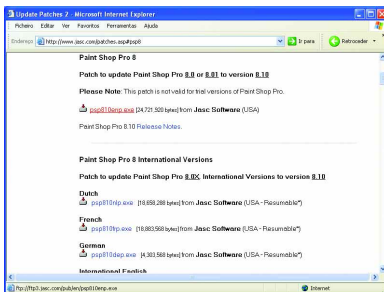 Update Patches 2 - Microsoft Internet Explorer
Ficheiro Editar Ver Favoritos Ferramentas Ajuda
Endereço http://www.jasc.com/patches.asp#psp8 Ir para Retroceder
Paint Shop Pro 8
Patch to update Paint Shop Pro 8.0 or 8.01 to version 8.10
Please Note: This patch is not valid for trial versions of Paint Shop Pro.
psp810enp.exe [24,721,920 bytes] from Jasc Software (USA)
Paint Shop Pro 8.10 Release Notes.
Paint Shop Pro 8 International Versions
Patch to update Paint Shop Pro 8.0X, International Versions to version 8.10
Dutch
psp810nlp.exe [18,658,288 bytes] from Jasc Software (USA - Resumable*)
French
psp810frp.exe [18,883,568 bytes] from Jasc Software (USA - Resumable*)
German
psp810dep.exe [4,303,568 bytes] from Jasc Software (USA - Resumable*)
International English
ftp://ftp3.jasc.com/pub/en/psp810enp.exe Internet